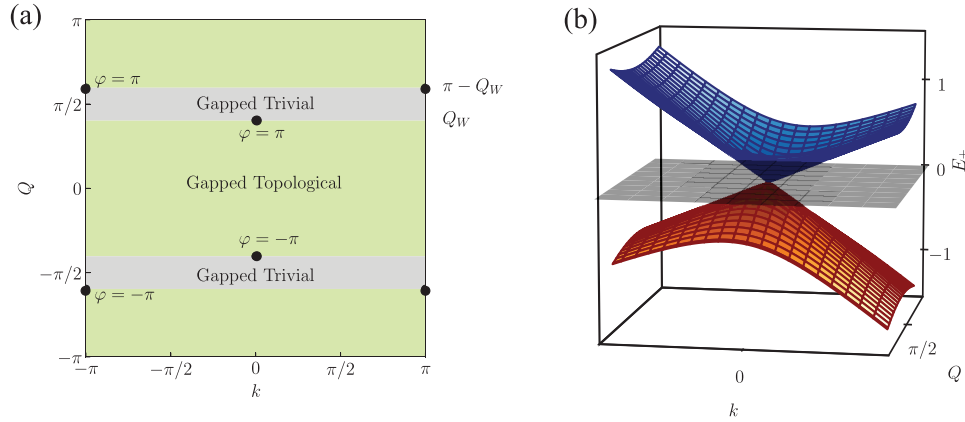 (a)
π
φ = π
π − Q_W
π/2
Gapped Trivial
Q_W
φ = π
Q
0
Gapped Topological
φ = −π
−π/2
Gapped Trivial
φ = −π
−π
−π
−π/2
0
π/2
π
k
(b)
1
0
E_±
−1
π/2
Q
0
k